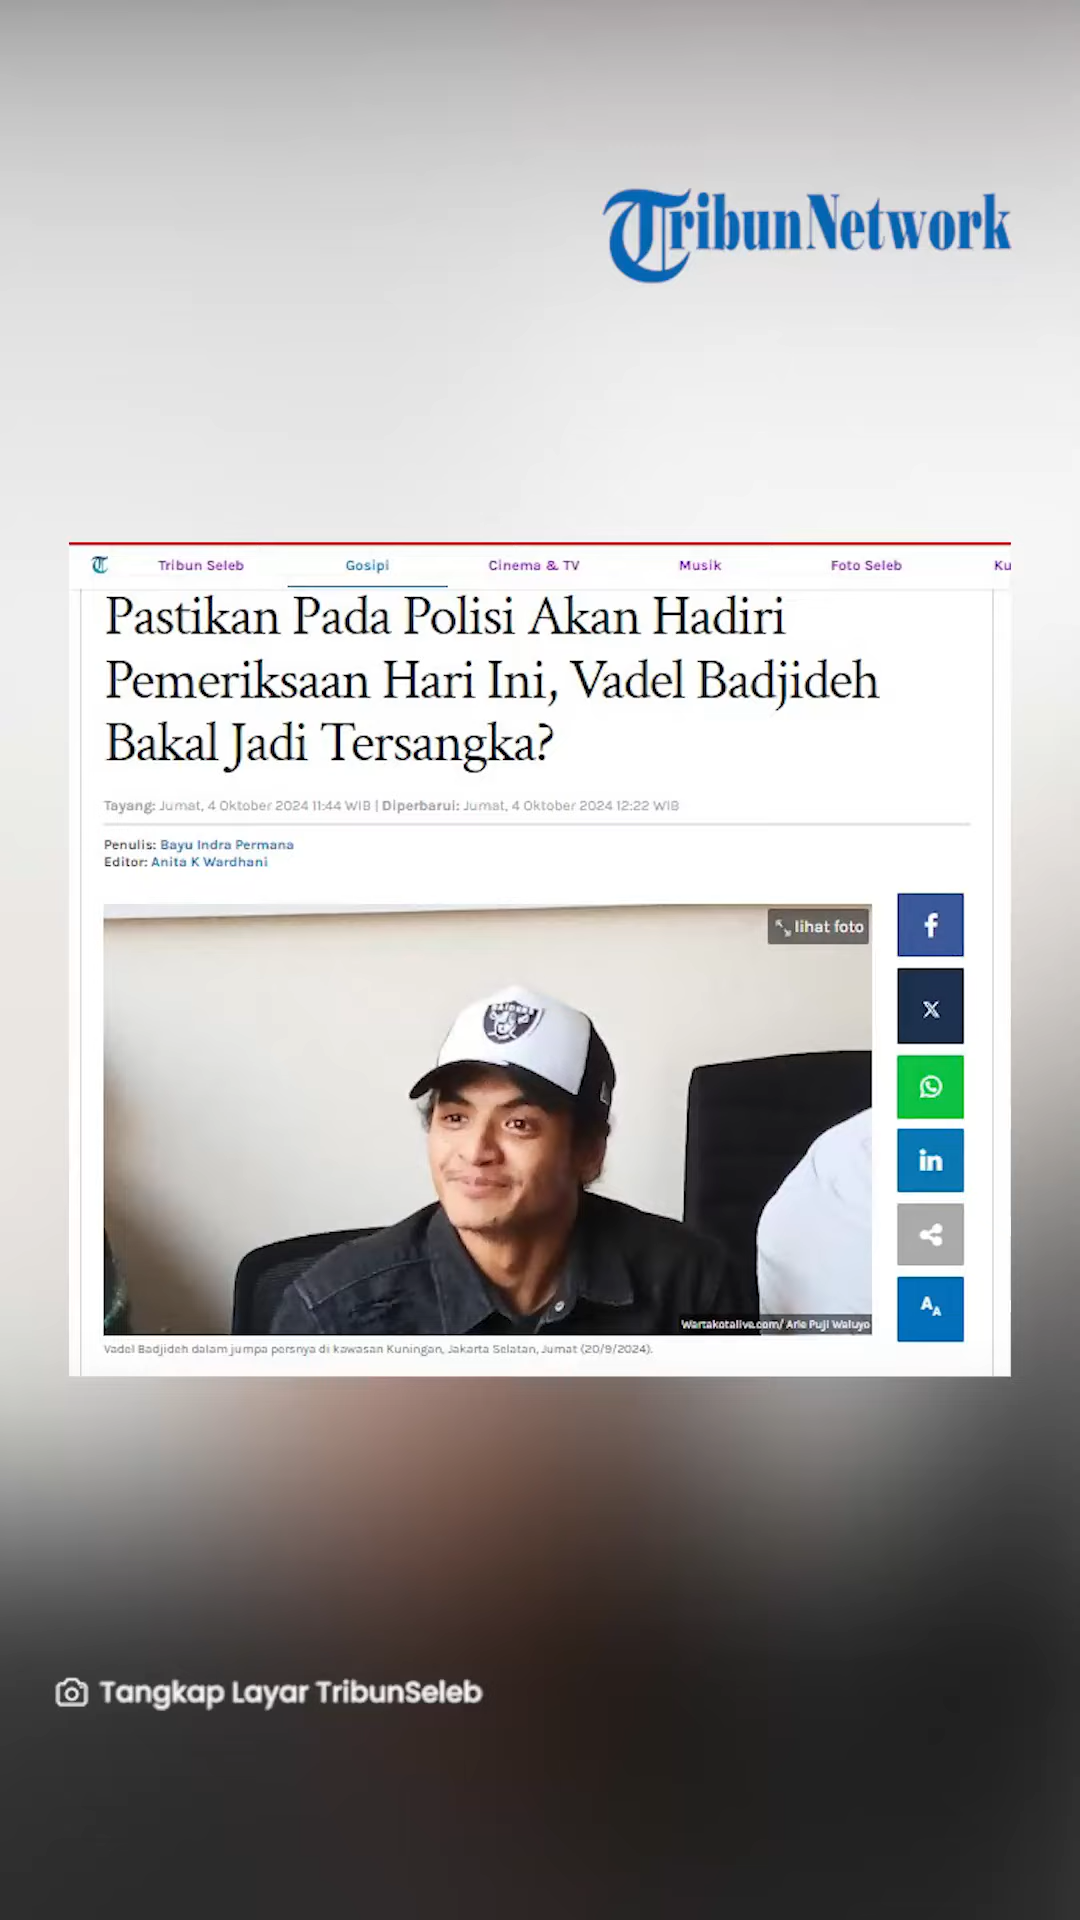 TribunNetwork
Tribun Seleb Gosipi Cinema & TV Musik Foto Seleb Ku
Pastikan Pada Polisi Akan Hadiri
Pemeriksaan Hari Ini, Vadel Badjideh
Bakal Jadi Tersangka?
Tayang: Jumat, 4 Oktober 2024 11:44 WIB | Diperbarui: Jumat, 4 Oktober 2024 12:22 WIB
Penulis: Bayu Indra Permana
Editor: Anita K Wardhani
lihat foto
RAIDERS
Wartakotalive.com/ Arie Puji Waluyo
Vadel Badjideh dalam jumpa persnya di kawasan Kuningan, Jakarta Selatan, Jumat (20/9/2024).
Tangkap Layar TribunSeleb